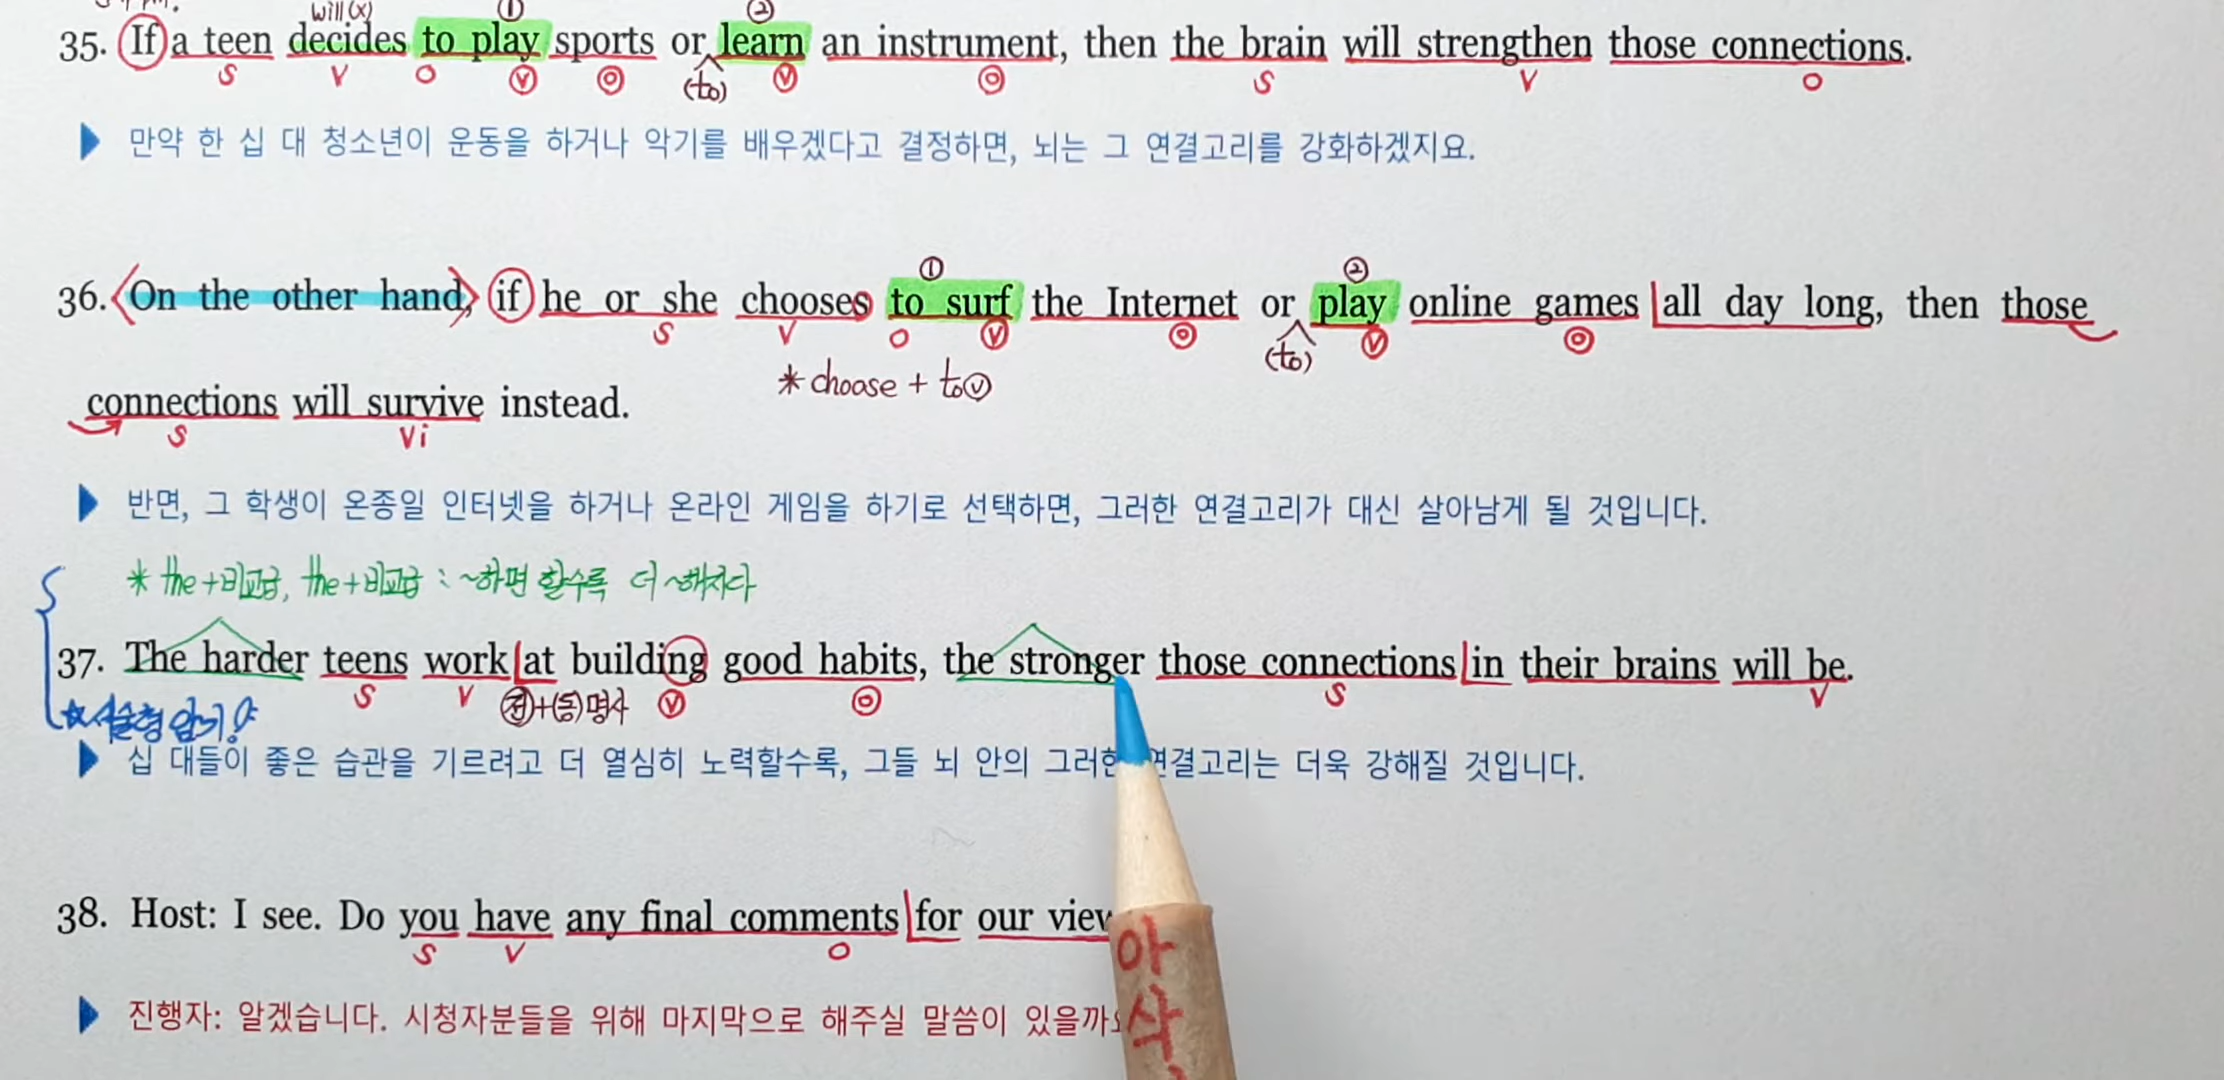 will(x) ① ②
35. If a teen decides to play sports or learn an instrument, then the brain will strengthen those connections.
S V O Ⓥ ⓞ (to) Ⓥ ⓞ S V O
만약 한 십 대 청소년이 운동을 하거나 악기를 배우겠다고 결정하면, 뇌는 그 연결고리를 강화하겠지요.
① ②
36. <On the other hand,> if he or she chooses to surf the Internet or play online games all day long, then those
S V O Ⓥ ⓞ (to) Ⓥ ⓞ
* choose + to Ⓥ
connections will survive instead.
S Vi
반면, 그 학생이 온종일 인터넷을 하거나 온라인 게임을 하기로 선택하면, 그러한 연결고리가 대신 살아남게 될 것입니다.
* the+비교급, the+비교급 : ~하면 할수록 더 ~해지다
37. The harder teens work at building good habits, the stronger those connections in their brains will be.
S V 전+(동)명사 Ⓥ ⓞ S V
십 대들이 좋은 습관을 기르려고 더 열심히 노력할수록, 그들 뇌 안의 그러한 연결고리는 더욱 강해질 것입니다.
38. Host: I see. Do you have any final comments for our view
S V O
진행자: 알겠습니다. 시청자분들을 위해 마지막으로 해주실 말씀이 있을까
아
삭